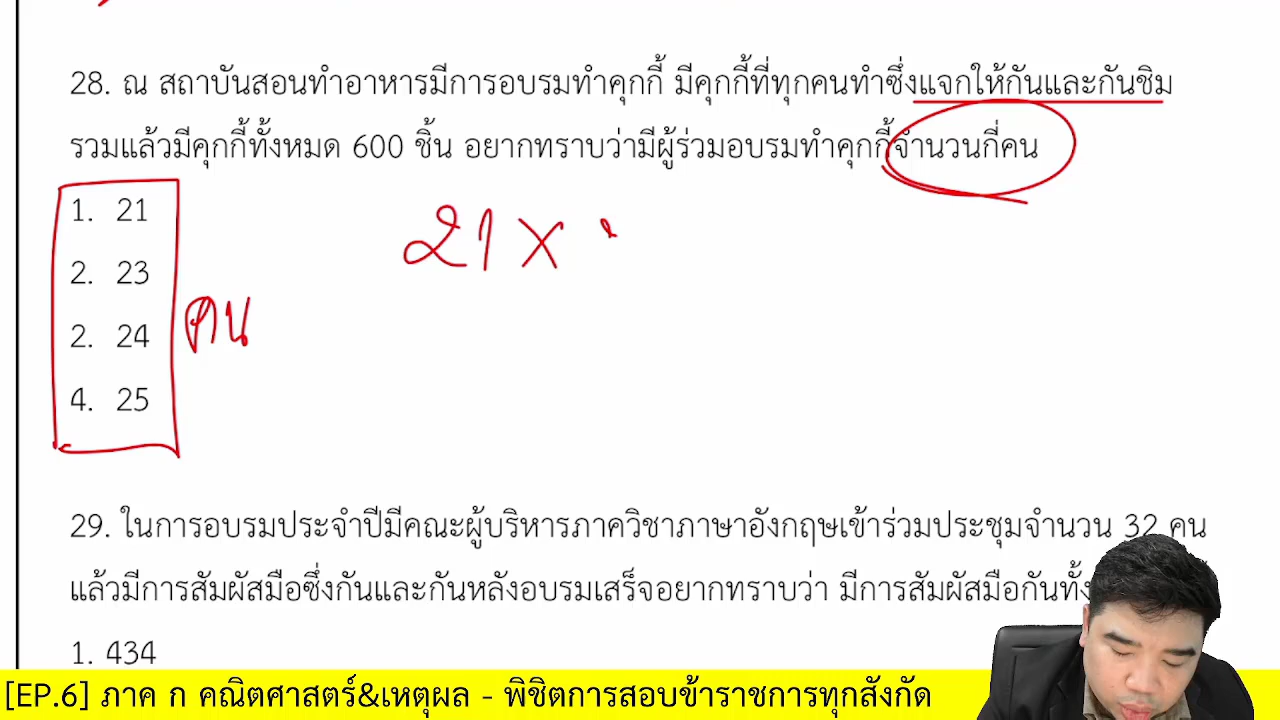 28. ณ สถาบันสอนทำอาหารมีการอบรมทำคุกกี้ มีคุกกี้ที่ทุกคนทำซึ่งแจกให้กันและกันชิม
รวมแล้วมีคุกกี้ทั้งหมด 600 ชิ้น อยากทราบว่ามีผู้ร่วมอบรมทำคุกกี้จำนวนกี่คน
1. 21
2. 23
2. 24
4. 25
คน
21 ×
29. ในการอบรมประจำปีมีคณะผู้บริหารภาควิชาภาษาอังกฤษเข้าร่วมประชุมจำนวน 32 คน
แล้วมีการสัมผัสมือซึ่งกันและกันหลังอบรมเสร็จอยากทราบว่า มีการสัมผัสมือกันทั้ง
1. 434
[EP.6] ภาค ก คณิตศาสตร์&เหตุผล - พิชิตการสอบข้าราชการทุกสังกัด